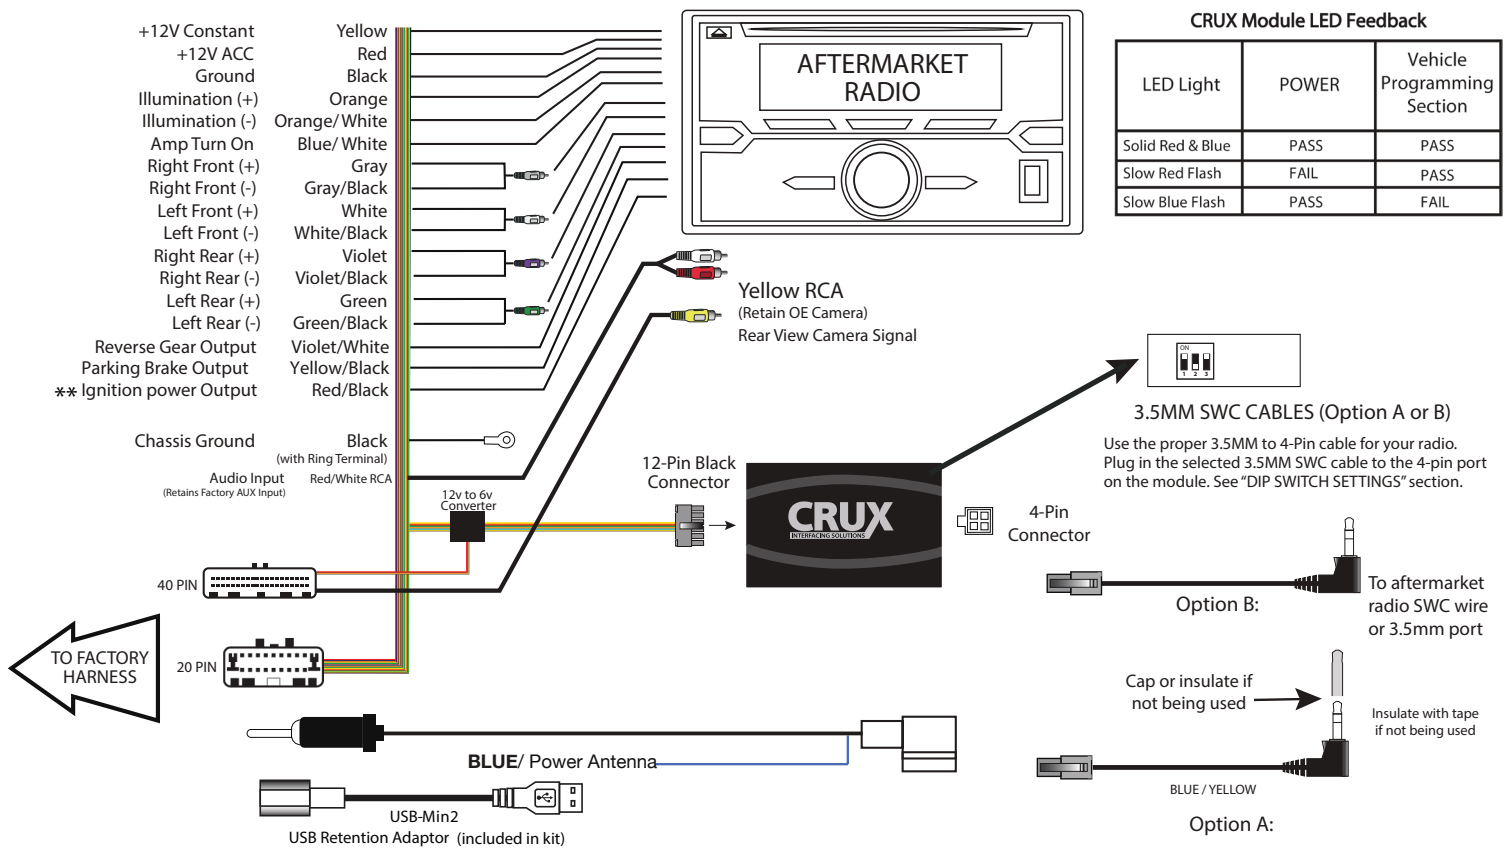 +12V Constant Yellow
+12V ACC Red
Ground Black
Illumination (+) Orange
Illumination (-) Orange/ White
Amp Turn On Blue/ White
Right Front (+) Gray
Right Front (-) Gray/Black
Left Front (+) White
Left Front (-) White/Black
Right Rear (+) Violet
Right Rear (-) Violet/Black
Left Rear (+) Green
Left Rear (-) Green/Black
Reverse Gear Output Violet/White
Parking Brake Output Yellow/Black
** Ignition power Output Red/Black
Chassis Ground Black
(with Ring Terminal)
Audio Input Red/White RCA
(Retains Factory AUX Input)
AFTERMARKET
RADIO
CRUX Module LED Feedback
LED Light POWER Vehicle
Programming
Section
Solid Red & Blue PASS PASS
Slow Red Flash FAIL PASS
Slow Blue Flash PASS FAIL
Yellow RCA
(Retain OE Camera)
Rear View Camera Signal
ON
1 2 3
3.5MM SWC CABLES (Option A or B)
Use the proper 3.5MM to 4-Pin cable for your radio.
Plug in the selected 3.5MM SWC cable to the 4-pin port
on the module. See “DIP SWITCH SETTINGS” section.
12v to 6v
Converter
12-Pin Black
Connector
CRUX
INTERFACING SOLUTIONS
4-Pin
Connector
40 PIN
20 PIN
TO FACTORY
HARNESS
Option B:
To aftermarket
radio SWC wire
or 3.5mm port
Cap or insulate if
not being used
Insulate with tape
if not being used
BLUE / YELLOW
Option A:
BLUE/ Power Antenna
USB-Min2
USB Retention Adaptor (included in kit)